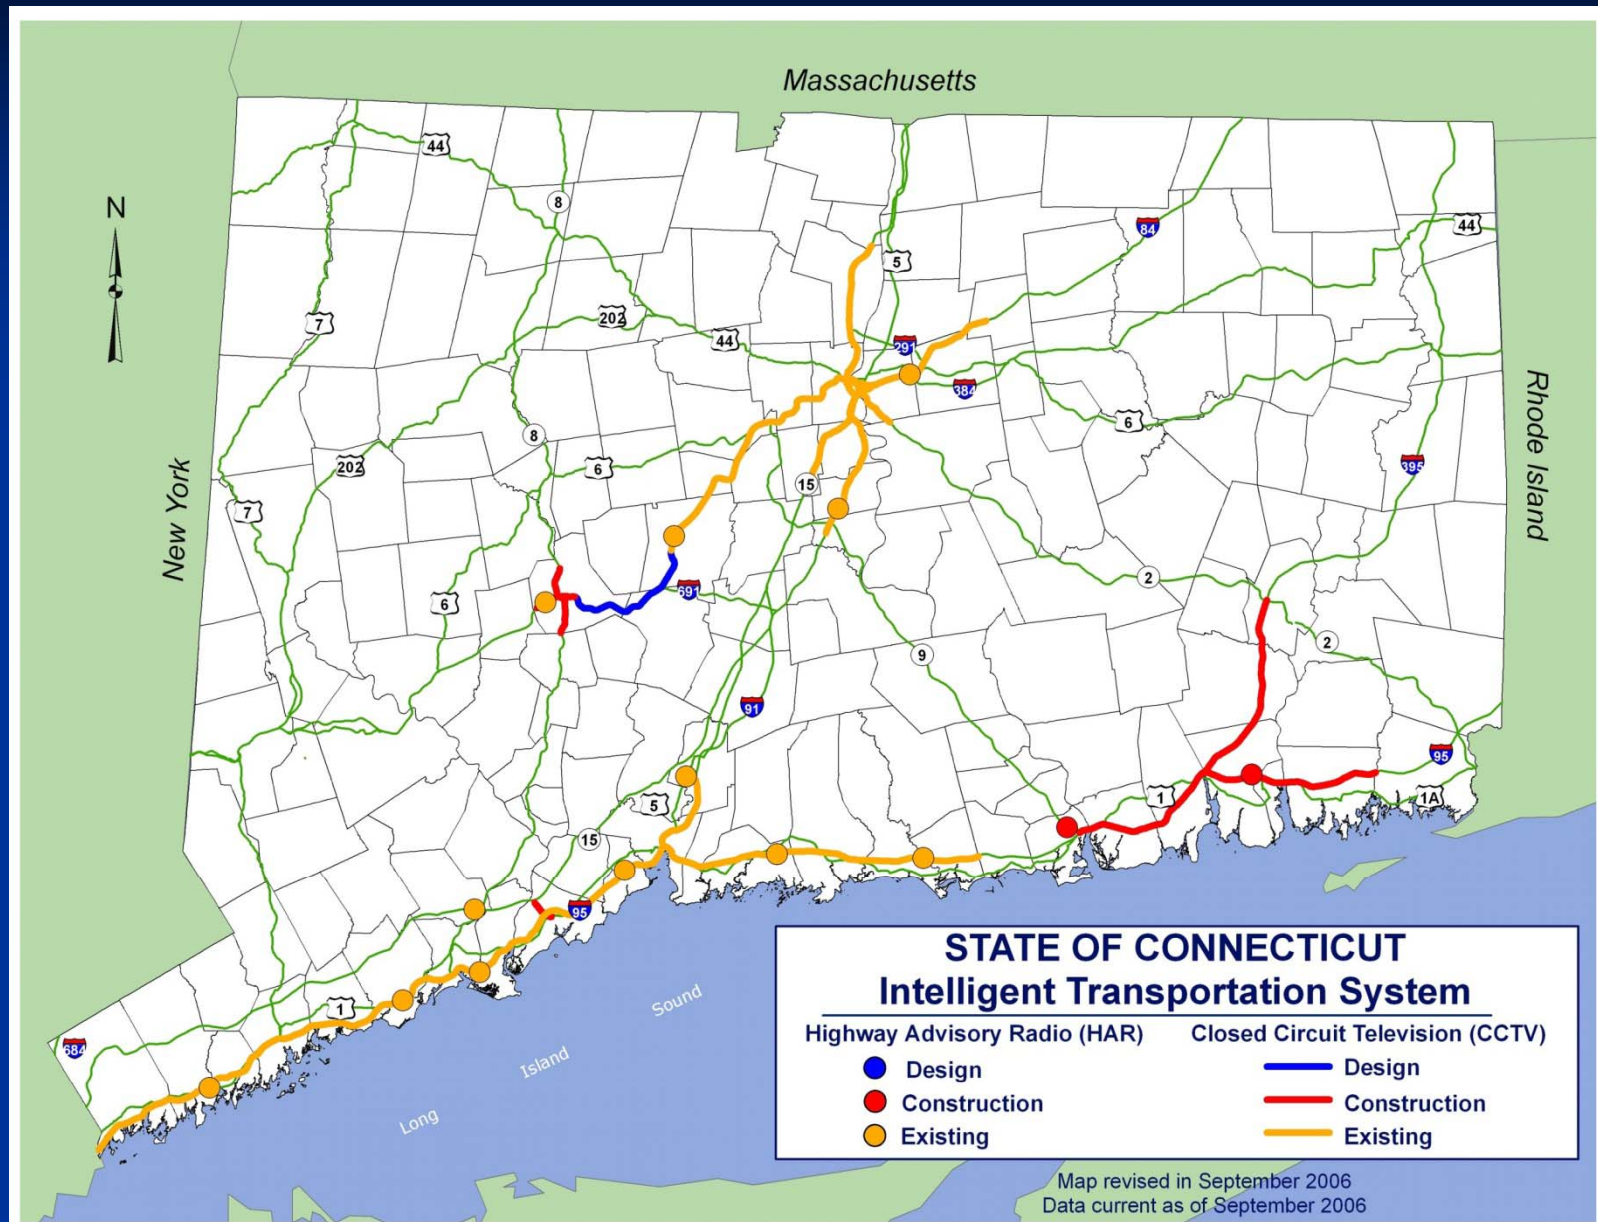 Massachusetts
44
N
8
84
44
5
7
202
44
291
384
Rhode Island
6
8
202
6
395
15
New York
7
2
691
6
2
9
91
95
5
1
1A
15
95
1
684
Sound
Island
Long
STATE OF CONNECTICUT
Intelligent Transportation System
Highway Advisory Radio (HAR)
Design
Construction
Existing
Closed Circuit Television (CCTV)
Design
Construction
Existing
Map revised in September 2006
Data current as of September 2006